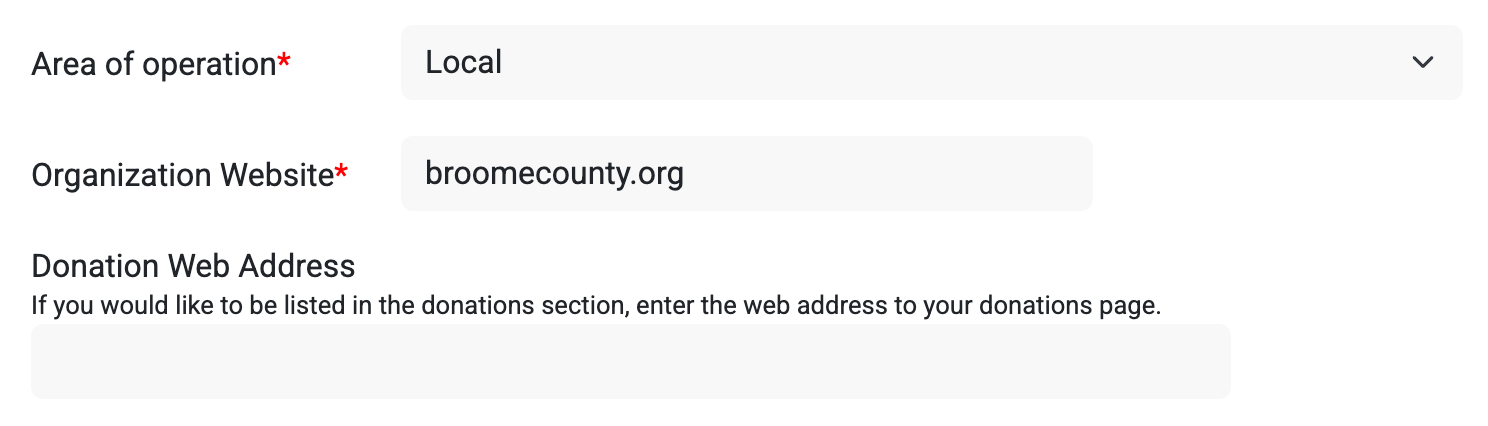 Area of operation* Local
Organization Website* broomecounty.org
Donation Web Address
If you would like to be listed in the donations section, enter the web address to your donations page.